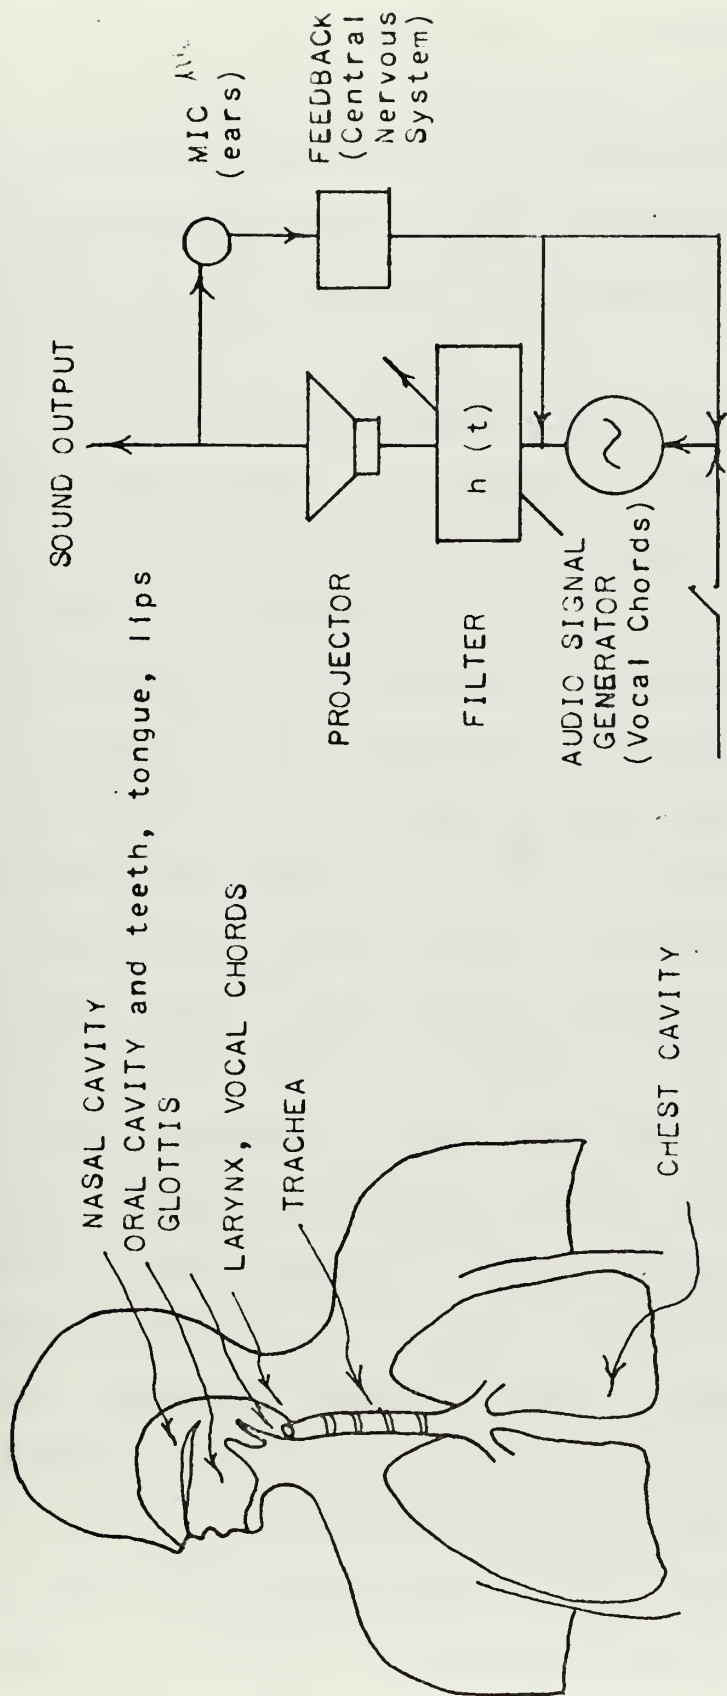 NASAL CAVITY
ORAL CAVITY and teeth, tongue, lips
GLOTTIS
LARYNX, VOCAL CHORDS
TRACHEA
CHEST CAVITY
SOUND OUTPUT
PROJECTOR
FILTER
h (t)
AUDIO SIGNAL
GENERATOR
(Vocal Chords)
MIC
(ears)
FEEDBACK
(Central
Nervous
System)